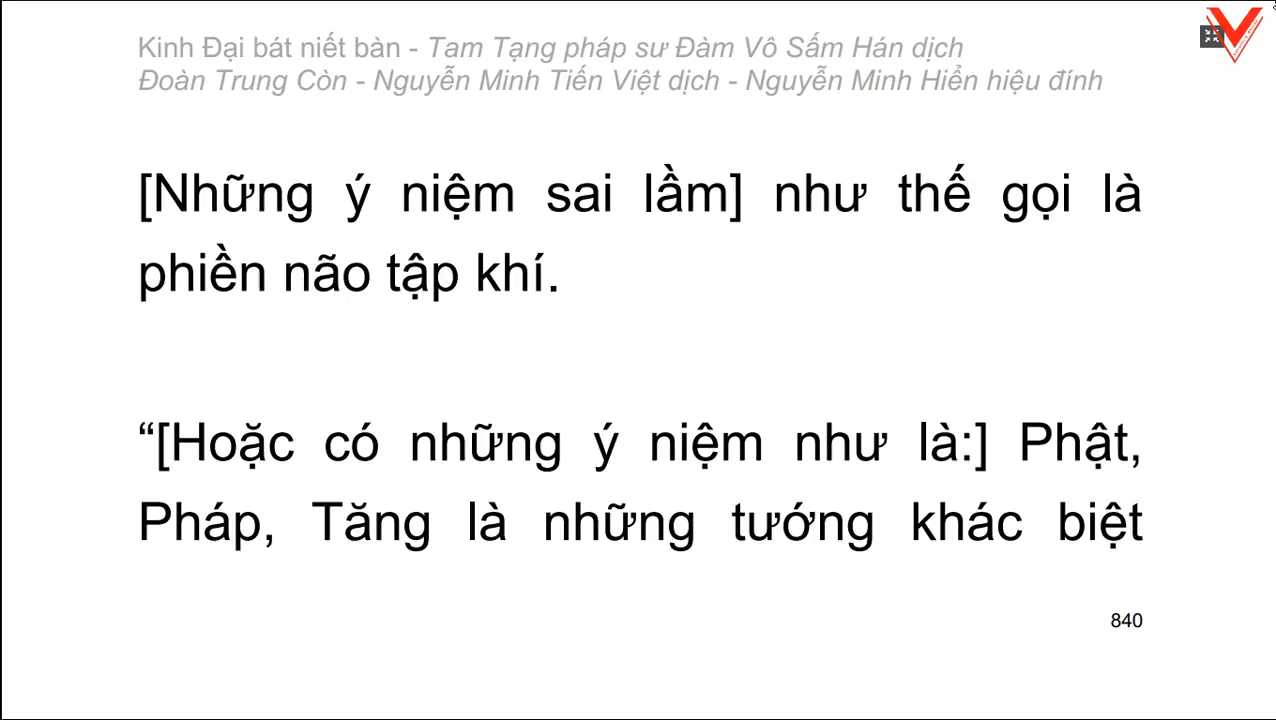 Kinh Đại bát niết bàn - Tam Tạng pháp sư Đàm Vô Sấm Hán dịch
Đoàn Trung Còn - Nguyễn Minh Tiến Việt dịch - Nguyễn Minh Hiển hiệu đính
[Những ý niệm sai lầm] như thế gọi là
phiền não tập khí.
“[Hoặc có những ý niệm như là:] Phật,
Pháp, Tăng là những tướng khác biệt
840